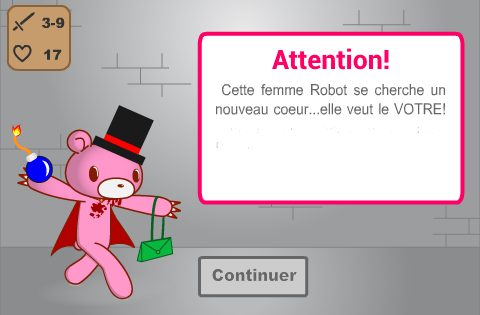 3-9
17
Attention!
Cette femme Robot se cherche un
nouveau coeur...elle veut le VOTRE!
Continuer